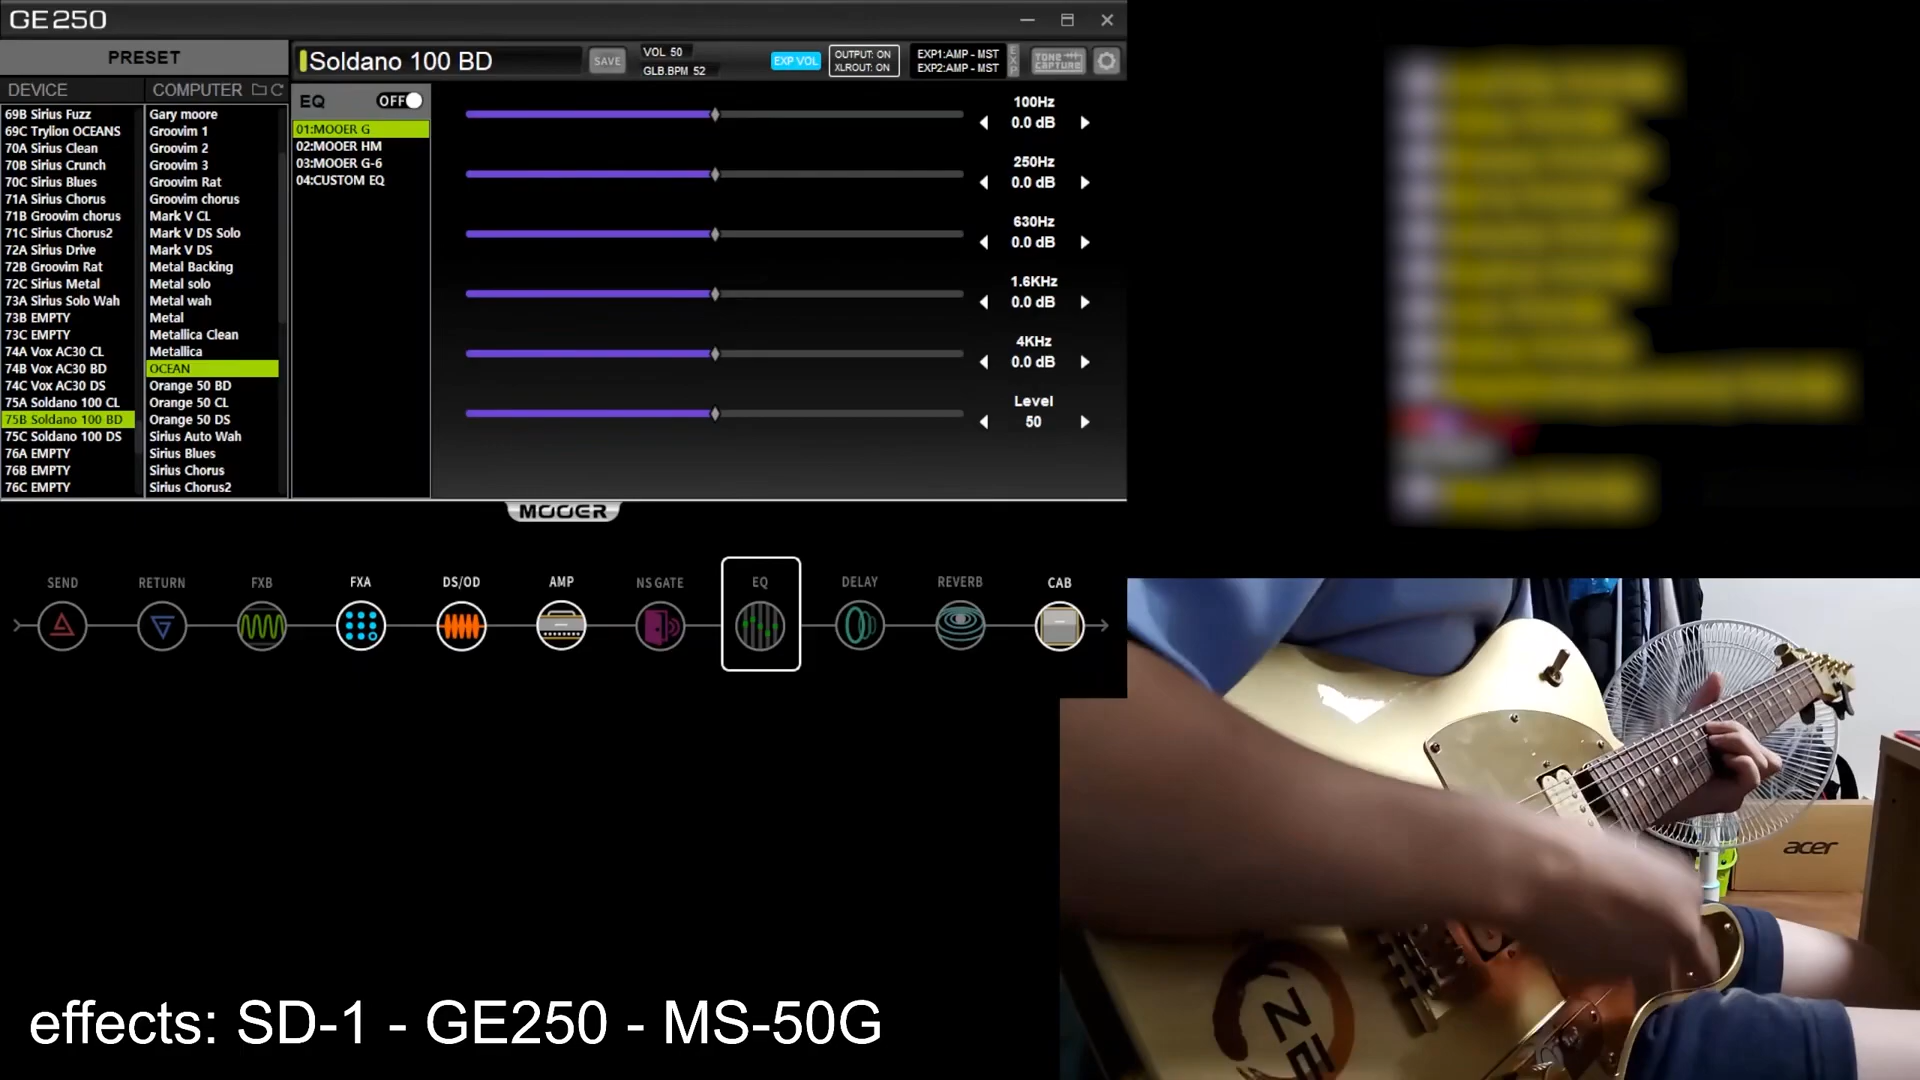 GE250
PRESET
DEVICE
COMPUTER
69B Sirius Fuzz
69C Trylion OCEANS
70A Sirius Clean
70B Sirius Crunch
70C Sirius Blues
71A Sirius Chorus
71B Groovim chorus
71C Sirius Chorus2
72A Sirius Drive
72B Groovim Rat
72C Sirius Metal
73A Sirius Solo Wah
73B EMPTY
73C EMPTY
74A Vox AC30 CL
74B Vox AC30 BD
74C Vox AC30 DS
75A Soldano 100 CL
75B Soldano 100 BD
75C Soldano 100 DS
76A EMPTY
76B EMPTY
76C EMPTY
Gary moore
Groovim 1
Groovim 2
Groovim 3
Groovim Rat
Groovim chorus
Mark V CL
Mark V DS Solo
Mark V DS
Metal Backing
Metal solo
Metal wah
Metal
Metallica Clean
Metallica
OCEAN
Orange 50 BD
Orange 50 CL
Orange 50 DS
Sirius Auto Wah
Sirius Blues
Sirius Chorus
Sirius Chorus2
Soldano 100 BD
SAVE
VOL 50
GLB.BPM 52
EXP VOL
OUTPUT: ON
XLROUT: ON
EXP1:AMP - MST
EXP2:AMP - MST
EXP
TONE
CAPTURE
EQ
OFF
01:MOOER G
02:MOOER HM
03:MOOER G-6
04:CUSTOM EQ
100Hz
0.0 dB
250Hz
0.0 dB
630Hz
0.0 dB
1.6KHz
0.0 dB
4KHz
0.0 dB
Level
50
MOOER
SEND
RETURN
FXB
FXA
DS/OD
AMP
NS GATE
EQ
DELAY
REVERB
CAB
effects: SD-1 - GE250 - MS-50G
acer